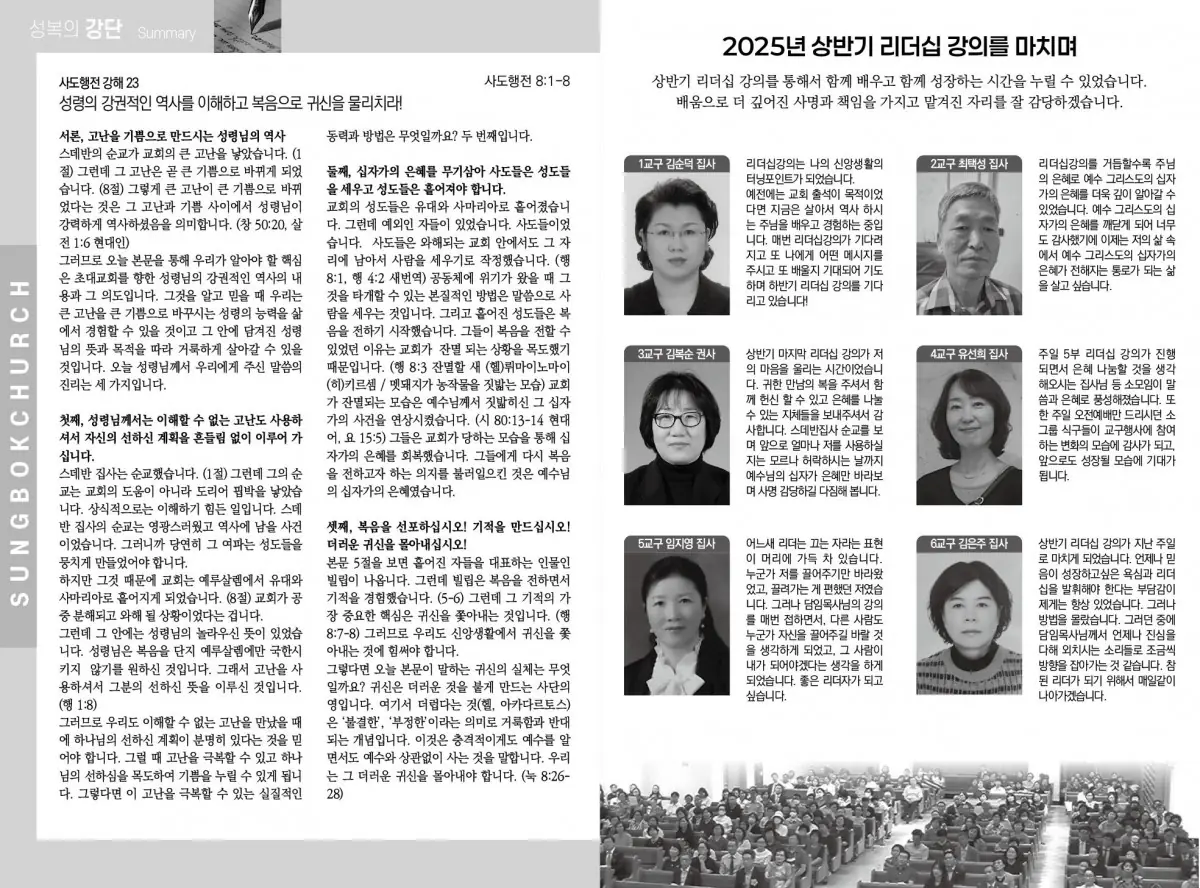 성복의 강단 Summary
SUNGBOKCHURCH
사도행전 강해 23
사도행전 8:1-8
성령의 강권적인 역사를 이해하고 복음으로 귀신을 물리치라!
서론, 고난을 기쁨으로 만드시는 성령님의 역사
스데반의 순교가 교회의 큰 고난을 낳았습니다. (1
절) 그런데 그 고난은 곧 큰 기쁨으로 바뀌게 되었
습니다. (8절) 그렇게 큰 고난이 큰 기쁨으로 바뀌
었다는 것은 그 고난과 기쁨 사이에서 성령님이
강력하게 역사하셨음을 의미합니다. (창 50:20, 살
전 1:6 현대인)
그러므로 오늘 본문을 통해 우리가 알아야 할 핵심
은 초대교회를 향한 성령님의 강권적인 역사의 내
용과 그 의도입니다. 그것을 알고 믿을 때 우리는
큰 고난을 큰 기쁨으로 바꾸시는 성령의 능력을 삶
에서 경험할 수 있을 것이고 그 안에 담겨진 성령
님의 뜻과 목적을 따라 거룩하게 살아갈 수 있을
것입니다. 오늘 성령님께서 우리에게 주신 말씀의
진리는 세 가지입니다.
첫째, 성령님께서는 이해할 수 없는 고난도 사용하
셔서 자신의 선하신 계획을 흔들림 없이 이루어 가
십니다.
스데반 집사는 순교했습니다. (1절) 그런데 그의 순
교는 교회의 도움이 아니라 도리어 핍박을 낳았습
니다. 상식적으로는 이해하기 힘든 일입니다. 스데
반 집사의 순교는 영광스러웠고 역사에 남을 사건
이었습니다. 그러니까 당연히 그 여파는 성도들을
뭉치게 만들었어야 합니다.
하지만 그것 때문에 교회는 예루살렘에서 유대와
사마리아로 흩어지게 되었습니다. (8절) 교회가 공
중 분해되고 와해 될 상황이었다는 겁니다.
그런데 그 안에는 성령님의 놀라우신 뜻이 있었습
니다. 성령님은 복음을 단지 예루살렘에만 국한시
키지 않기를 원하신 것입니다. 그래서 고난을 사
용하셔서 그분의 선하신 뜻을 이루신 것입니다.
(행 1:8)
그러므로 우리도 이해할 수 없는 고난을 만났을 때
에 하나님의 선하신 계획이 분명히 있다는 것을 믿
어야 합니다. 그럴 때 고난을 극복할 수 있고 하나
님의 선하심을 목도하여 기쁨을 누릴 수 있게 됩니
다. 그렇다면 이 고난을 극복할 수 있는 실질적인
동력과 방법은 무엇일까요? 두 번째입니다.
둘째, 십자가의 은혜를 무기삼아 사도들은 성도들
을 세우고 성도들은 흩어져야 합니다.
교회의 성도들은 유대와 사마리아로 흩어졌습니
다. 그런데 예외인 자들이 있었습니다. 사도들이었
습니다. 사도들은 와해되는 교회 안에서도 그 자
리에 남아서 사람을 세우기로 작정했습니다. (행
8:1, 행 4:2 새번역) 공동체에 위기가 왔을 때 그
것을 타개할 수 있는 본질적인 방법은 말씀으로 사
람을 세우는 것입니다. 그리고 흩어진 성도들은 복
음을 전하기 시작했습니다. 그들이 복음을 전할 수
있었던 이유는 교회가 잔멸 되는 상황을 목도했기
때문입니다. (행 8:3 잔멸할 새 (헬)뤼마이노마이
(히)키르셈 / 멧돼지가 농작물을 짓밟는 모습) 교회
가 잔멸되는 모습은 예수님께서 짓밟히신 그 십자
가의 사건을 연상시켰습니다. (시 80:13-14 현대
어, 요 15:5) 그들은 교회가 당하는 모습을 통해 십
자가의 은혜를 회복했습니다. 그들에게 다시 복음
을 전하고자 하는 의지를 불러일으킨 것은 예수님
의 십자가의 은혜였습니다.
셋째, 복음을 선포하십시오! 기적을 만드십시오!
더러운 귀신을 몰아내십시오!
본문 5절을 보면 흩어진 자들을 대표하는 인물인
빌립이 나옵니다. 그런데 빌립은 복음을 전하면서
기적을 경험했습니다. (5-6) 그런데 그 기적의 가
장 중요한 핵심은 귀신을 쫓아내는 것입니다. (행
8:7-8) 그러므로 우리도 신앙생활에서 귀신을 쫓
아내는 것에 힘써야 합니다.
그렇다면 오늘 본문이 말하는 귀신의 실체는 무엇
일까요? 귀신은 더러운 것을 붙게 만드는 사단의
영입니다. 여기서 더럽다는 것(헬, 아카다르토스)
은 ‘불결한’, ‘부정한’이라는 의미로 거룩함과 반대
되는 개념입니다. 이것은 충격적이게도 예수를 알
면서도 예수와 상관없이 사는 것을 말합니다. 우리
는 그 더러운 귀신을 몰아내야 합니다. (눅 8:26-
28)
2025년 상반기 리더십 강의를 마치며
상반기 리더십 강의를 통해서 함께 배우고 함께 성장하는 시간을 누릴 수 있었습니다.
배움으로 더 깊어진 사명과 책임을 가지고 맡겨진 자리를 잘 감당하겠습니다.
1교구 김순덕 집사
리더십강의는 나의 신앙생활의
터닝포인트가 되었습니다.
예전에는 교회 출석이 목적이었
다면 지금은 살아서 역사 하시
는 주님을 배우고 경험하는 중입
니다. 매번 리더십강의가 기다려
지고 또 나에게 어떤 메시지를
주시고 또 배울지 기대되어 기도
하며 하반기 리더십 강의를 기다
리고 있습니다!
2교구 최택성 집사
리더십강의를 거듭할수록 주님
의 은혜로 예수 그리스도의 십자
가의 은혜를 더욱 깊이 알아갈 수
있었습니다. 예수 그리스도의 십
자가의 은혜를 깨닫게 되어 너무
도 감사했기에 이제는 저의 삶 속
에서 예수 그리스도의 십자가의
은혜가 전해지는 통로가 되는 삶
을 살고 싶습니다.
3교구 김복순 권사
상반기 마지막 리더십 강의가 저
의 마음을 울리는 시간이었습니
다. 귀한 만남의 복을 주셔서 함
께 헌신 할 수 있고 은혜를 나눌
수 있는 지체들을 보내주셔서 감
사합니다. 스데반집사 순교를 보
며 앞으로 얼마나 저를 사용하실
지는 모르나 허락하시는 날까지
예수님의 십자가 은혜만 바라보
며 사명 감당하길 다짐해 봅니다.
4교구 유선희 집사
주일 5부 리더십 강의가 진행
되면서 은혜 나눔할 것을 생각
해오시는 집사님 등 소모임이 말
씀과 은혜로 풍성해졌습니다. 또
한 주일 오전예배만 드리시던 소
그룹 식구들이 교구행사에 참여
하는 변화의 모습에 감사가 되고,
앞으로도 성장될 모습에 기대가
됩니다.
5교구 임지영 집사
어느새 리더는 끄는 자라는 표현
이 머리에 가득 차 있습니다.
누군가 저를 끌어주기만 바라왔
었고, 끌려가는 게 편했던 저였습
니다. 그러나 담임목사님의 강의
를 매번 접하면서, 다른 사람도
누군가 자신을 끌어주길 바랄 것
을 생각하게 되었고, 그 사람이
내가 되어야겠다는 생각을 하게
되었습니다. 좋은 리더자가 되고
싶습니다.
6교구 김은주 집사
상반기 리더십 강의가 지난 주일
로 마치게 되었습니다. 언제나 믿
음이 성장하고싶은 욕심과 리더
십을 발휘해야 한다는 부담감이
제게는 항상 있었습니다. 그러나
방법을 몰랐습니다. 그러던 중에
담임목사님께서 언제나 진심을
다해 외치시는 소리들로 조금씩
방향을 잡아가는 것 같습니다. 참
된 리더가 되기 위해서 매일같이
나아가겠습니다.